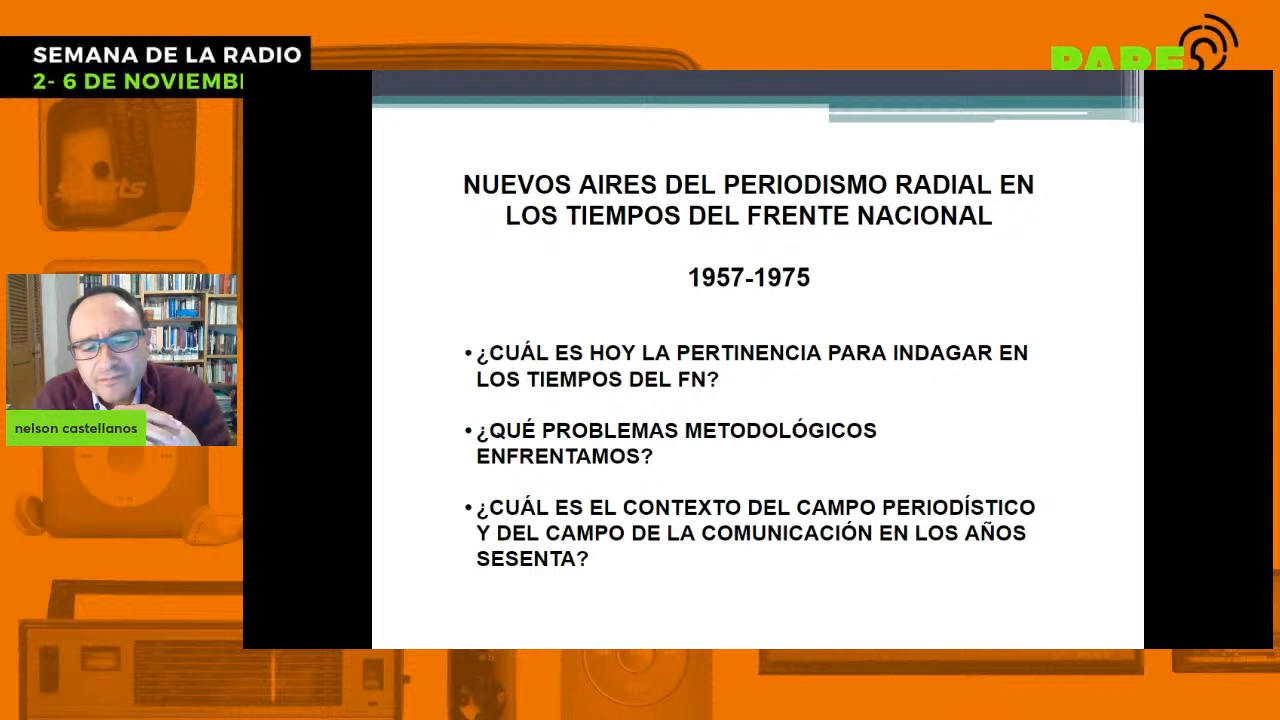 SEMANA DE LA RADIO
2- 6 DE NOVIEMB
NUEVOS AIRES DEL PERIODISMO RADIAL EN
LOS TIEMPOS DEL FRENTE NACIONAL
1957-1975
• ¿CUÁL ES HOY LA PERTINENCIA PARA INDAGAR EN
LOS TIEMPOS DEL FN?
• ¿QUÉ PROBLEMAS METODOLÓGICOS
ENFRENTAMOS?
• ¿CUÁL ES EL CONTEXTO DEL CAMPO PERIODÍSTICO
Y DEL CAMPO DE LA COMUNICACIÓN EN LOS AÑOS
SESENTA?
nelson castellanos